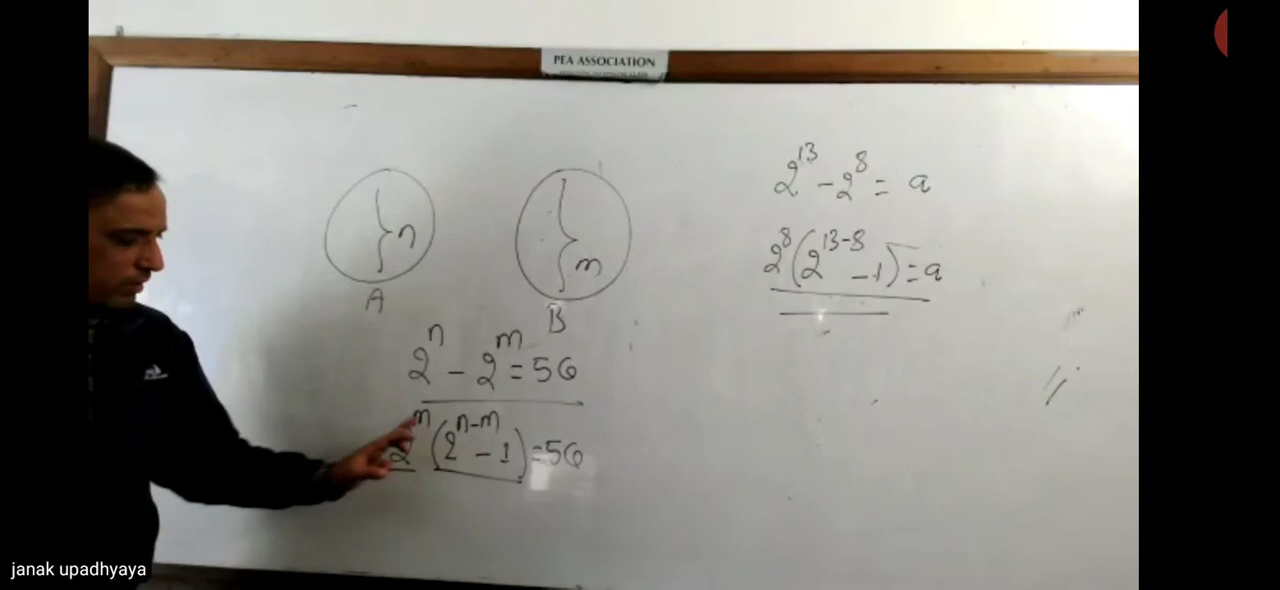 PEA ASSOCIATION
n
m
A
B
2^n - 2^m = 56
2^m (2^{n-m} - 1) = 56
2^13 - 2^8 = a
2^8 (2^{13-8} - 1) = a
janak upadhyaya